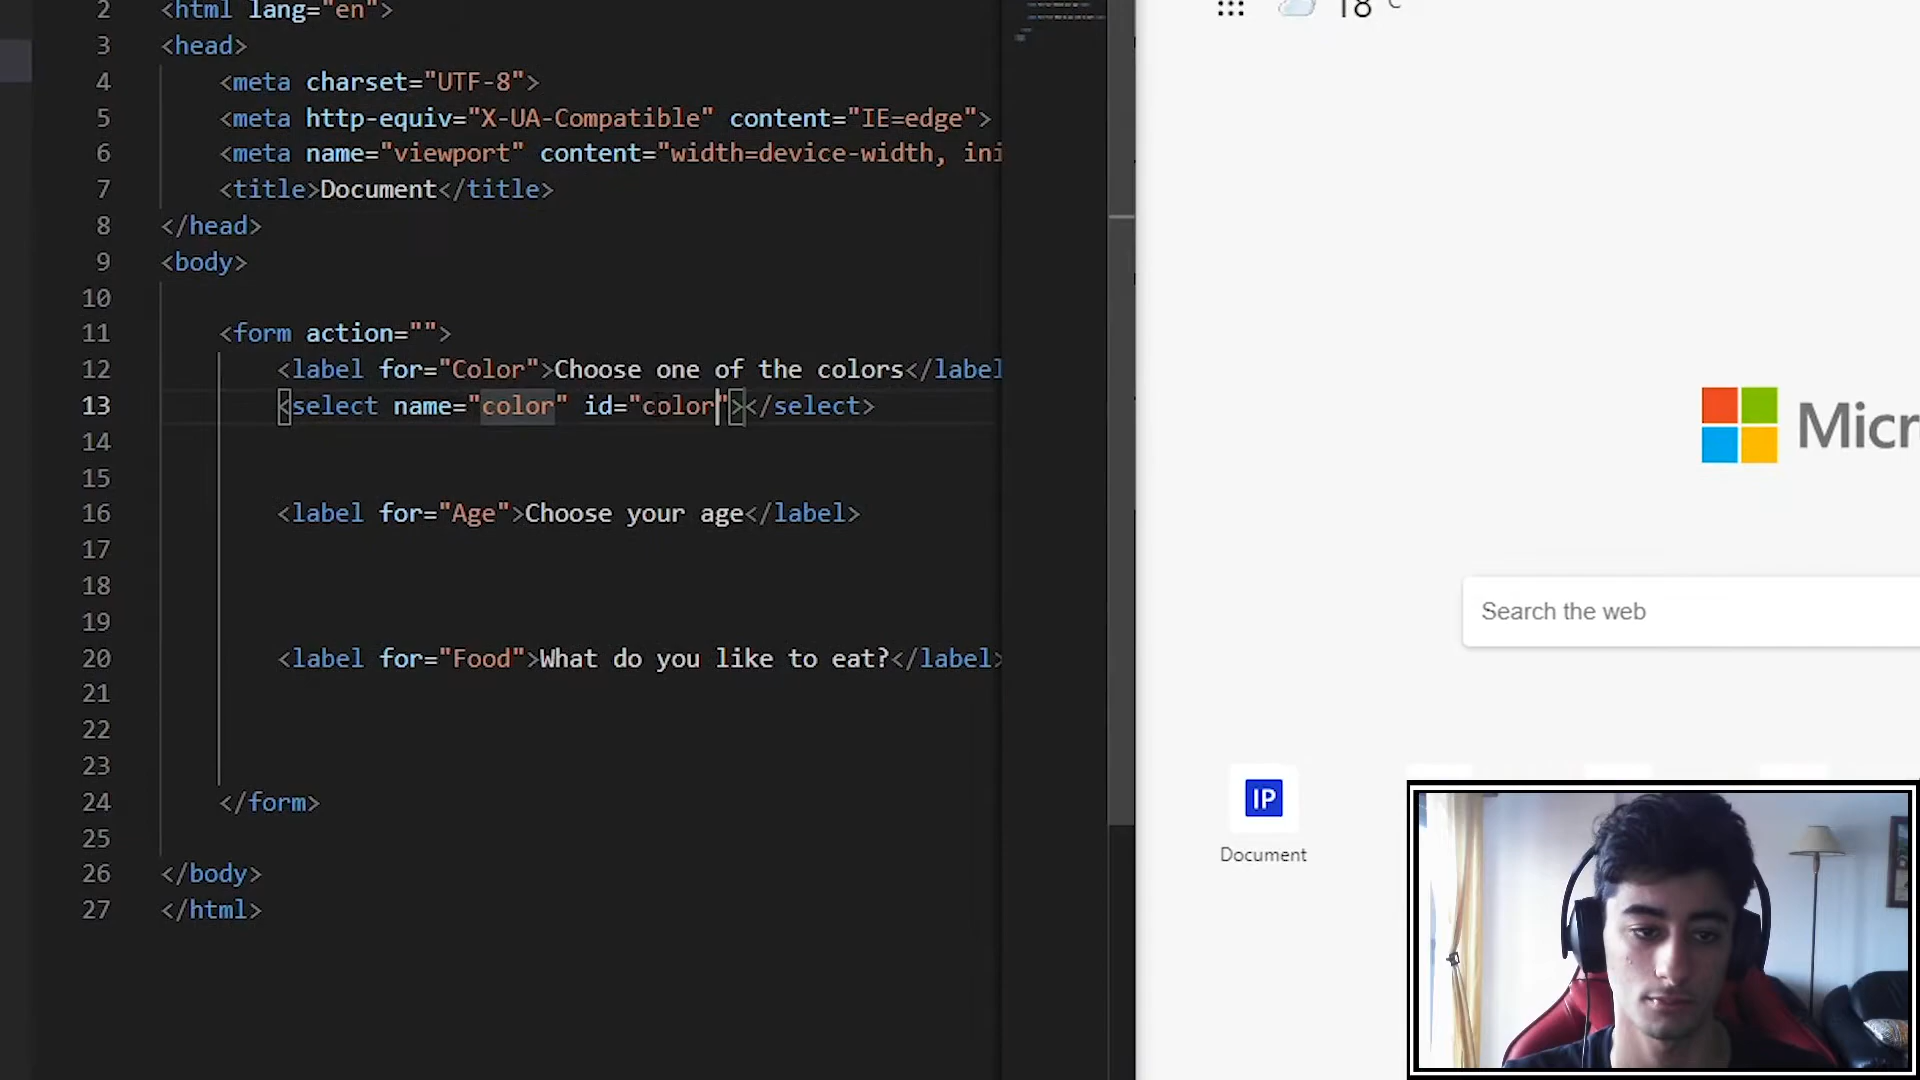 2 <html lang="en">
3 <head>
4 <meta charset="UTF-8">
5 <meta http-equiv="X-UA-Compatible" content="IE=edge">
6 <meta name="viewport" content="width=device-width, ini
7 <title>Document</title>
8 </head>
9 <body>
10
11 <form action="">
12 <label for="Color">Choose one of the colors</label
13 <select name="color" id="color"></select>
14
15
16 <label for="Age">Choose your age</label>
17
18
19
20 <label for="Food">What do you like to eat?</label>
21
22
23
24 </form>
25
26 </body>
27 </html>
18 °C
Micr
Search the web
IP
Document